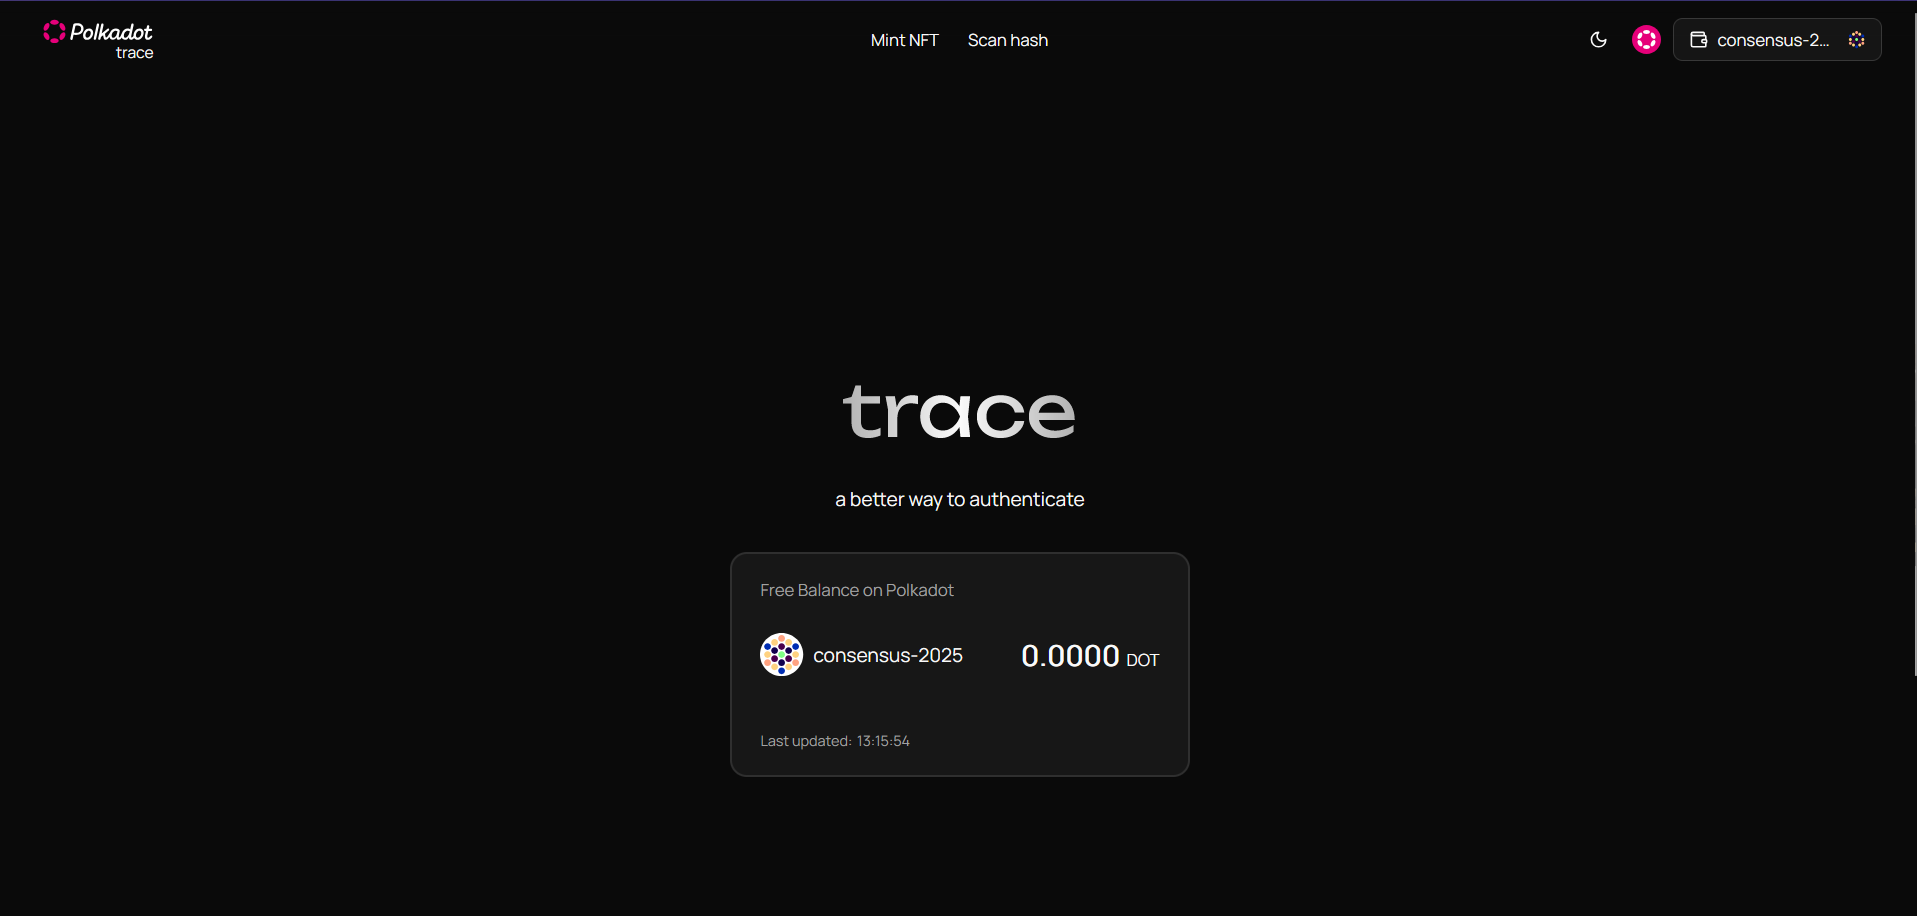 Polkadot
trace
Mint NFT
Scan hash
consensus-2...
trace
a better way to authenticate
Free Balance on Polkadot
consensus-2025
0.0000 DOT
Last updated: 13:15:54